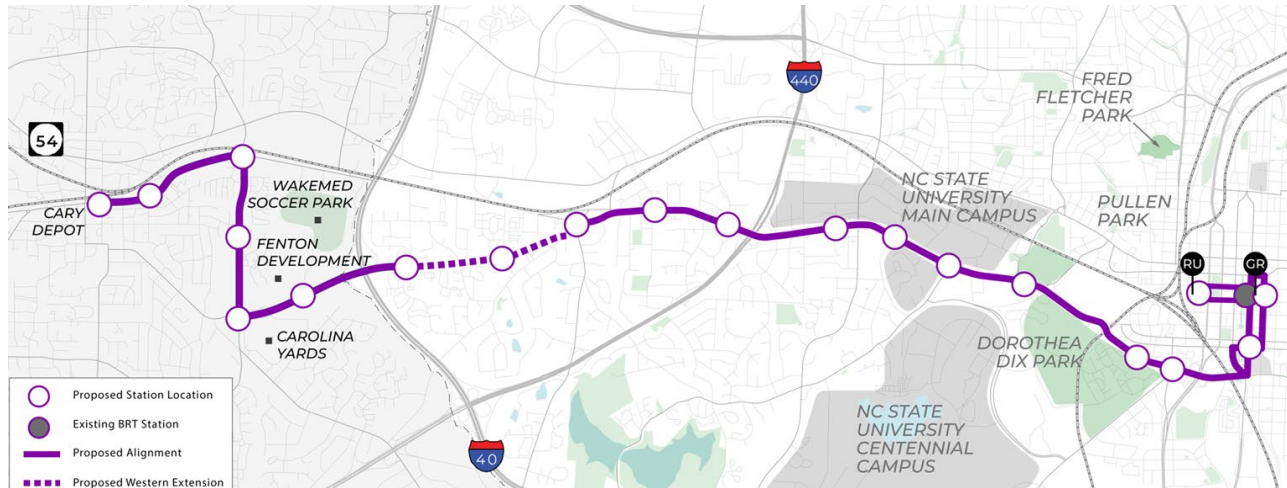 54
CARY
DEPOT
WAKEMED
SOCCER PARK
FENTON
DEVELOPMENT
CAROLINA
YARDS
440
40
FRED
FLETCHER
PARK
NC STATE
UNIVERSITY
MAIN CAMPUS
PULLEN
PARK
RU
GR
DOROTHEA
DIX PARK
NC STATE
UNIVERSITY
CENTENNIAL
CAMPUS
Proposed Station Location
Existing BRT Station
Proposed Alignment
Proposed Western Extension